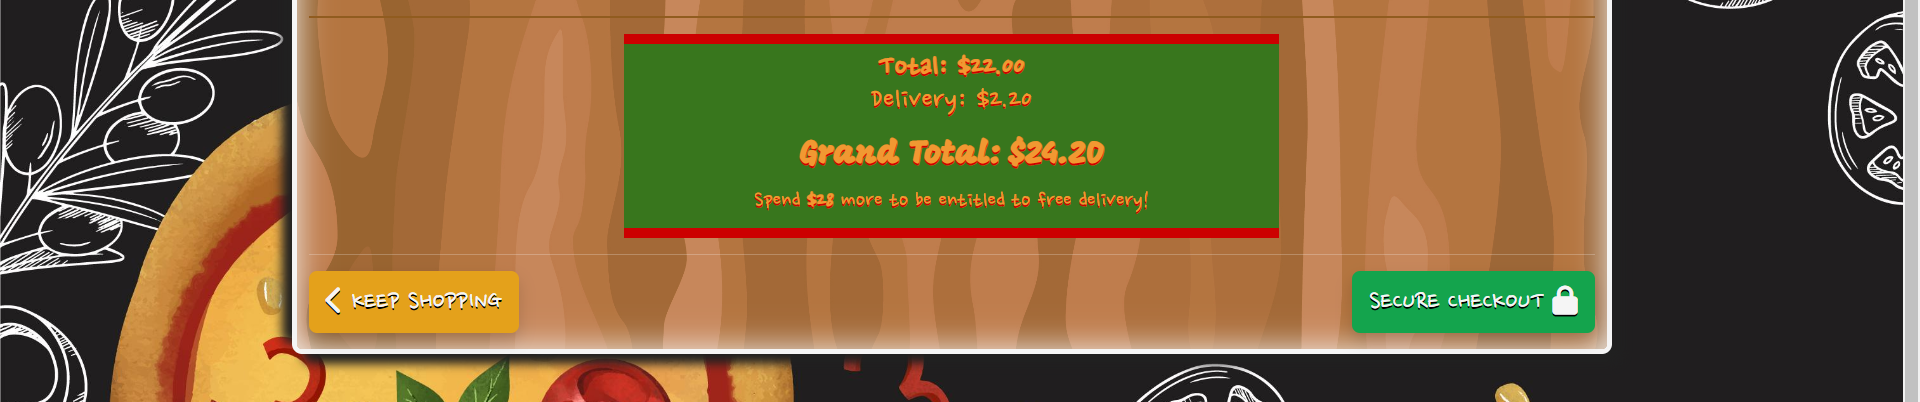 Total: $22.00
Delivery: $2.20
Grand Total: $24.20
Spend $28 more to be entitled to free delivery!
KEEP SHOPPING
SECURE CHECKOUT